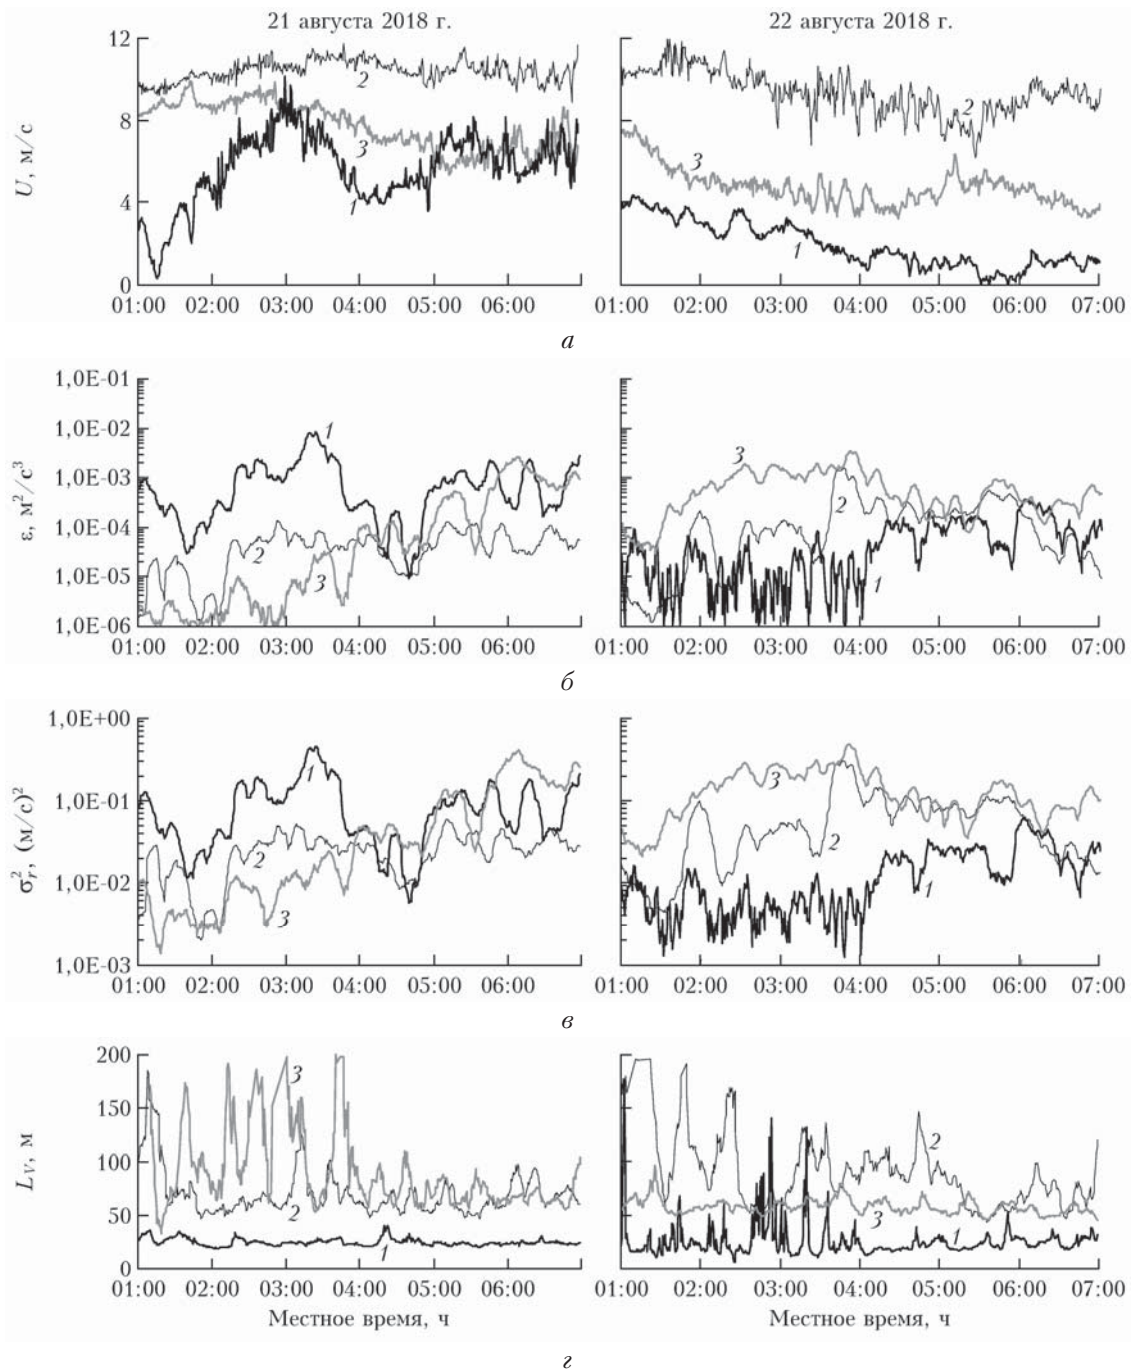 21 августа 2018 г.
22 августа 2018 г.
U, м/с
12
8
4
0
2
3
1
2
3
1
01:00 02:00 03:00 04:00 05:00 06:00
01:00 02:00 03:00 04:00 05:00 06:00 07:00
а
ε, м²/с³
1,0E-01
1,0E-02
1,0E-03
1,0E-04
1,0E-05
1,0E-06
1
2
3
3
2
1
01:00 02:00 03:00 04:00 05:00 06:00
01:00 02:00 03:00 04:00 05:00 06:00 07:00
б
σ²r, (м/с)²
1,0E+00
1,0E-01
1,0E-02
1,0E-03
1
2
3
3
2
1
01:00 02:00 03:00 04:00 05:00 06:00
01:00 02:00 03:00 04:00 05:00 06:00 07:00
в
LV, м
200
150
100
50
0
3
2
1
2
3
1
01:00 02:00 03:00 04:00 05:00 06:00
01:00 02:00 03:00 04:00 05:00 06:00 07:00
Местное время, ч
Местное время, ч
г